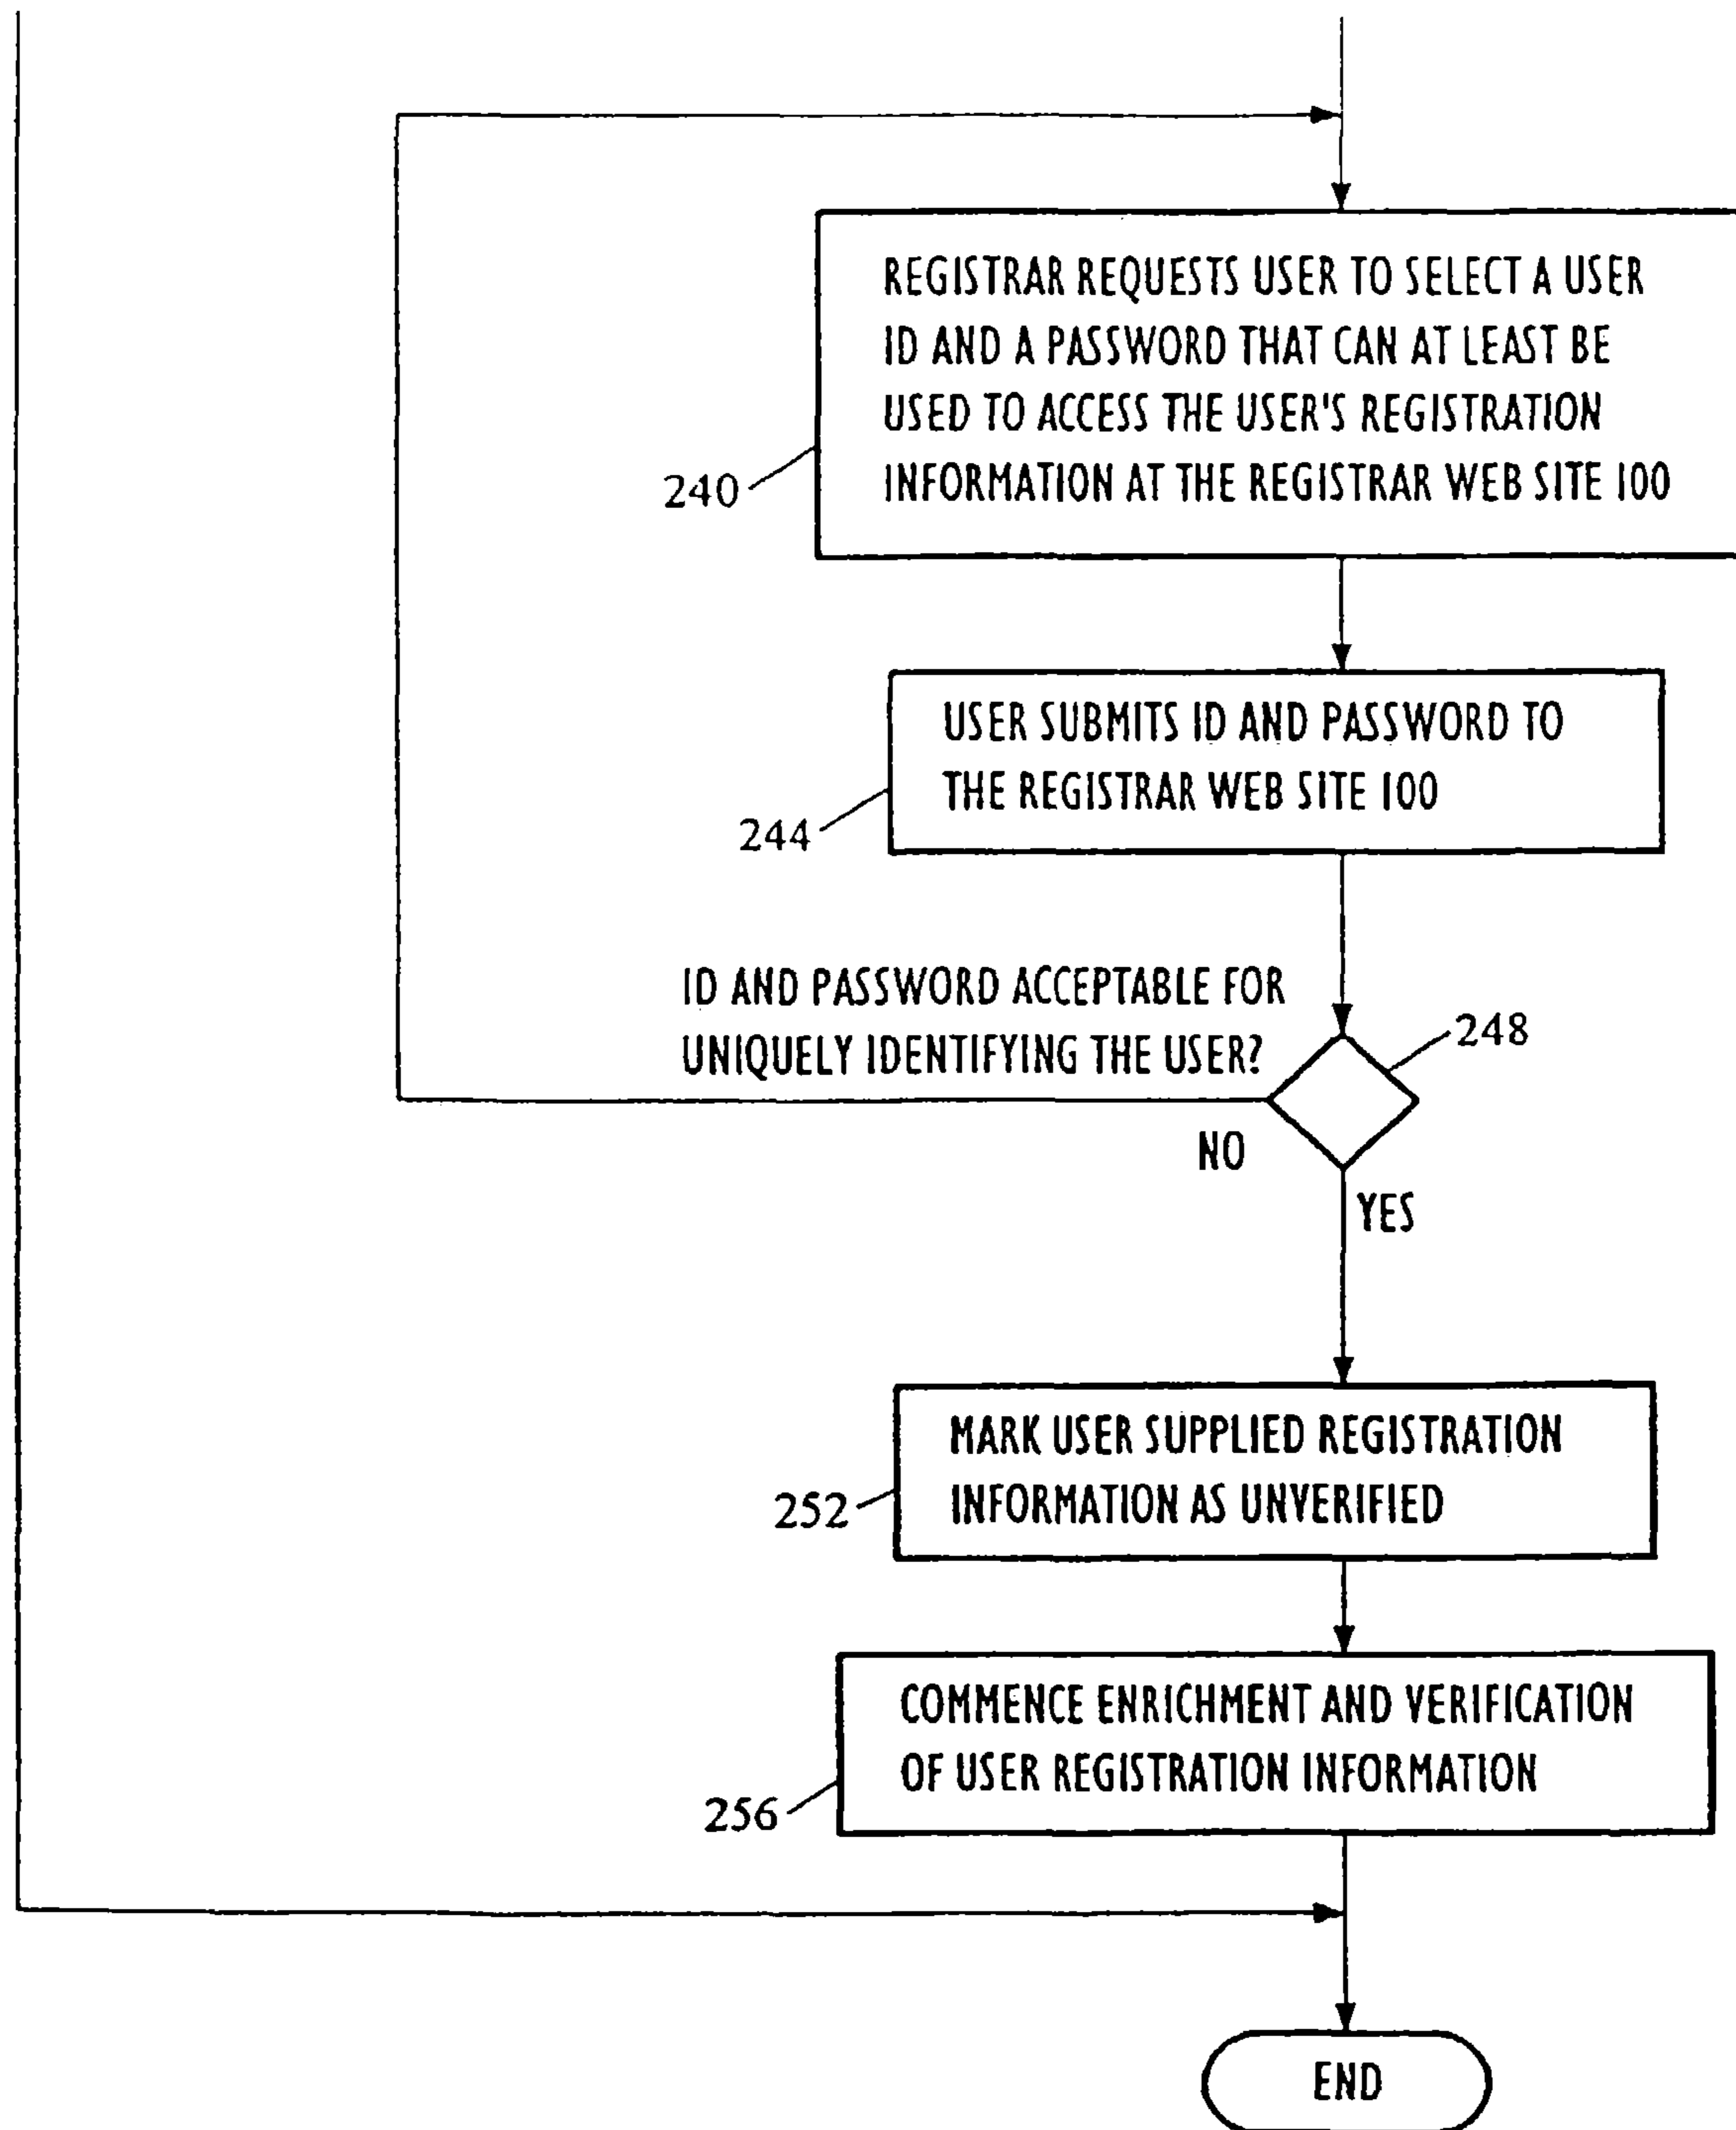 REGISTRAR REQUESTS USER TO SELECT A USER
ID AND A PASSWORD THAT CAN AT LEAST BE
USED TO ACCESS THE USER'S REGISTRATION
INFORMATION AT THE REGISTRAR WEB SITE 100
240
USER SUBMITS ID AND PASSWORD TO
THE REGISTRAR WEB SITE 100
244
ID AND PASSWORD ACCEPTABLE FOR
UNIQUELY IDENTIFYING THE USER?
248
NO
YES
MARK USER SUPPLIED REGISTRATION
INFORMATION AS UNVERIFIED
252
COMMENCE ENRICHMENT AND VERIFICATION
OF USER REGISTRATION INFORMATION
256
END